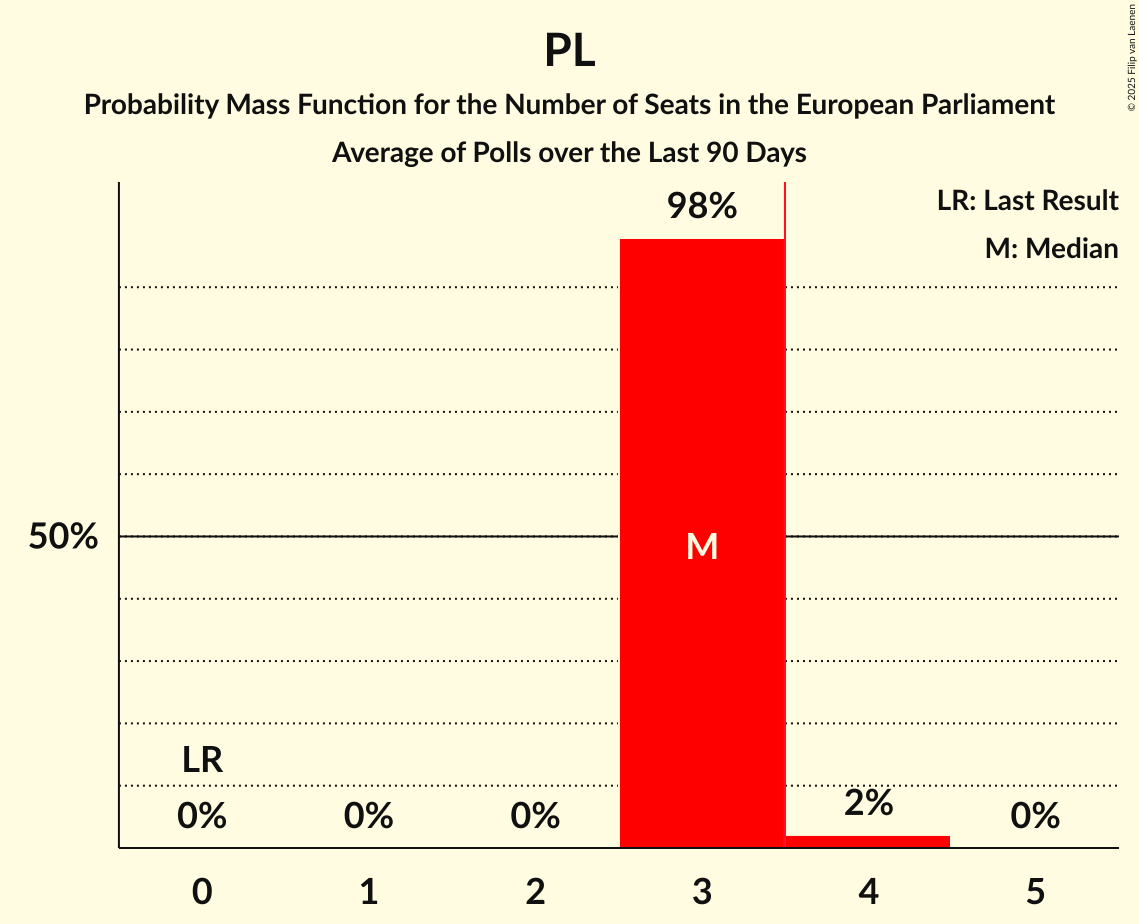 PL
Probability Mass Function for the Number of Seats in the European Parliament
Average of Polls over the Last 90 Days
© 2025 Filip van Laenen
LR: Last Result
M: Median
98%
50%
M
LR
0%
0%
0%
2%
0%
0
1
2
3
4
5